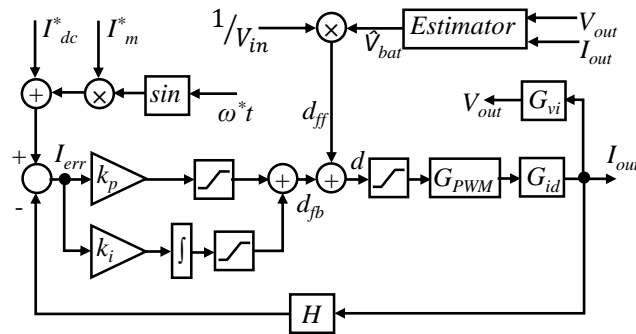 I*dc
I*m
1/Vin
×
V̂bat
Estimator
Vout
Iout
+
×
sin
ω*t
dff
Vout
Gvi
+
Ierr
kp
+
+
d
GPWM
Gid
Iout
-
dfb
ki
∫
H